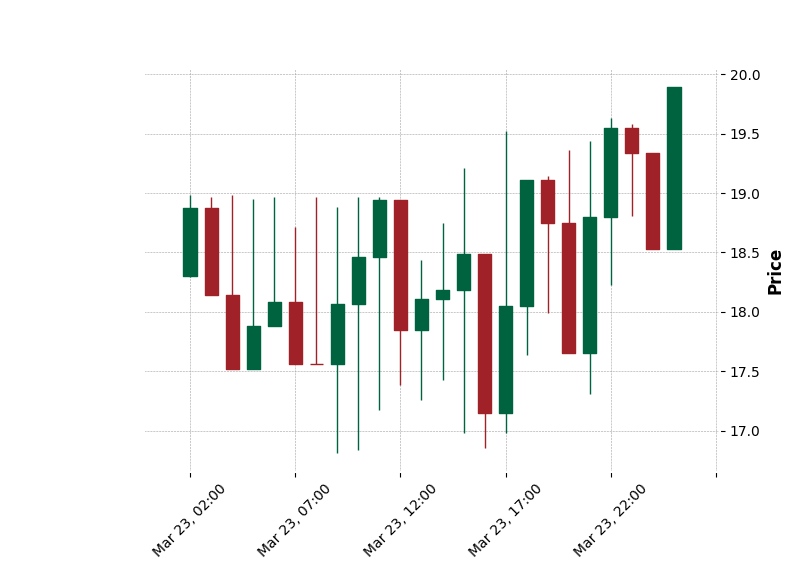 20.0
19.5
19.0
18.5
18.0
17.5
17.0
Price
Mar 23, 02:00
Mar 23, 07:00
Mar 23, 12:00
Mar 23, 17:00
Mar 23, 22:00